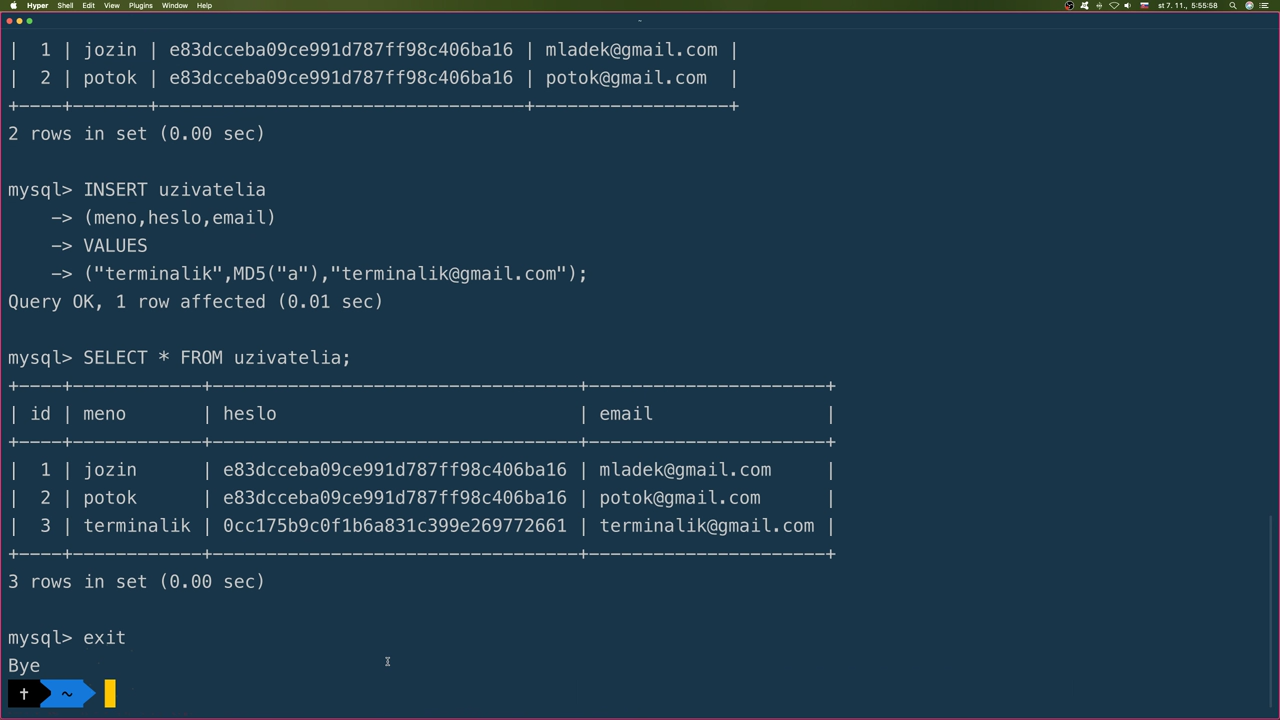 Hyper Shell Edit View Plugins Window Help st 7. 11., 5:55:58
~
| 1 | jozin | e83dcceba09ce991d787ff98c406ba16 | mladek@gmail.com |
| 2 | potok | e83dcceba09ce991d787ff98c406ba16 | potok@gmail.com |
+----+-------+----------------------------------+------------------+
2 rows in set (0.00 sec)
mysql> INSERT uzivatelia
-> (meno,heslo,email)
-> VALUES
-> ("terminalik",MD5("a"),"terminalik@gmail.com");
Query OK, 1 row affected (0.01 sec)
mysql> SELECT * FROM uzivatelia;
+----+------------+----------------------------------+----------------------+
| id | meno | heslo | email |
+----+------------+----------------------------------+----------------------+
| 1 | jozin | e83dcceba09ce991d787ff98c406ba16 | mladek@gmail.com |
| 2 | potok | e83dcceba09ce991d787ff98c406ba16 | potok@gmail.com |
| 3 | terminalik | 0cc175b9c0f1b6a831c399e269772661 | terminalik@gmail.com |
+----+------------+----------------------------------+----------------------+
3 rows in set (0.00 sec)
mysql> exit
Bye
† ~